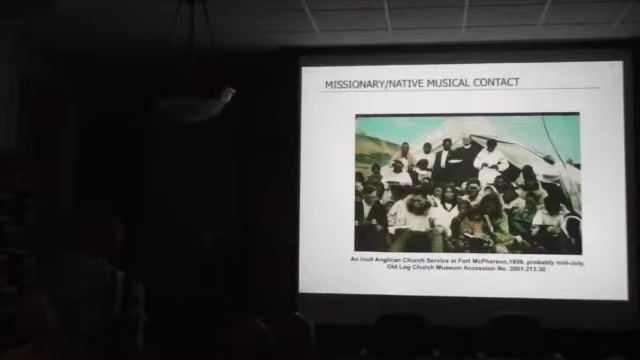 MISSIONARY/NATIVE MUSICAL CONTACT
An Inuit Anglican Church Service at Fort McPherson, 1909, probably mid-July.
Old Log Church Museum Accession No. 2001.213.30